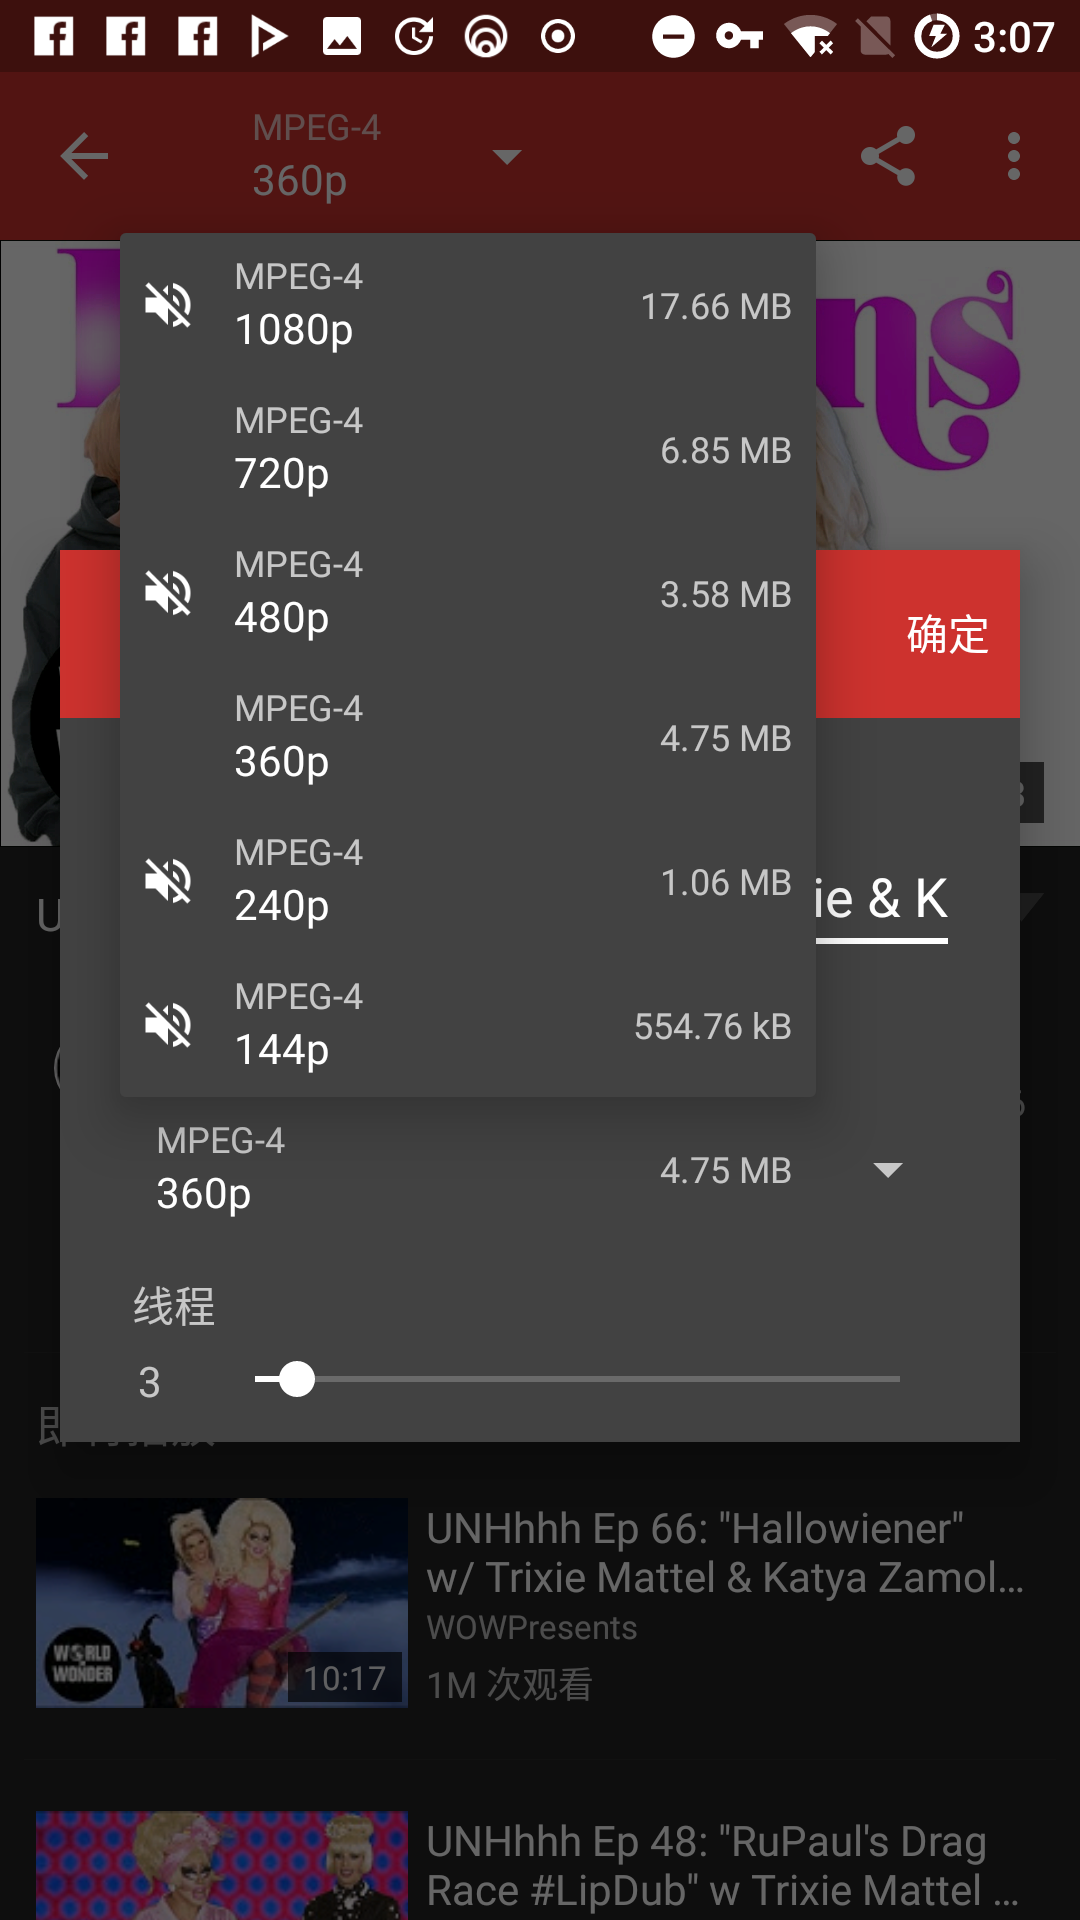 3:07
MPEG-4
360p
MPEG-4
1080p
17.66 MB
MPEG-4
720p
6.85 MB
MPEG-4
480p
3.58 MB
确定
MPEG-4
360p
4.75 MB
MPEG-4
240p
1.06 MB
ie & K
MPEG-4
144p
554.76 kB
MPEG-4
360p
4.75 MB
线程
3
UNHhhh Ep 66: "Hallowiener"
w/ Trixie Mattel & Katya Zamol...
WOWPresents
1M 次观看
WORLD
OF
WONDER
10:17
UNHhhh Ep 48: "RuPaul's Drag
Race #LipDub" w Trixie Mattel ...